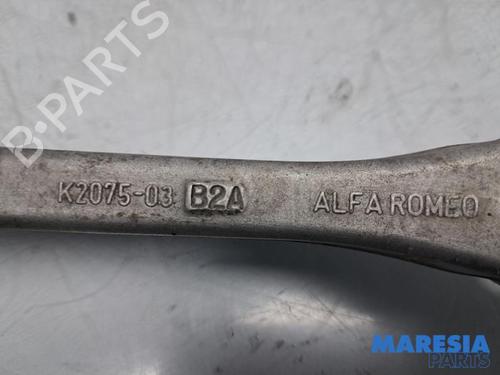 B-Parts
K2075-03 B2A ALFA ROMEO
MARESIA
PARTS